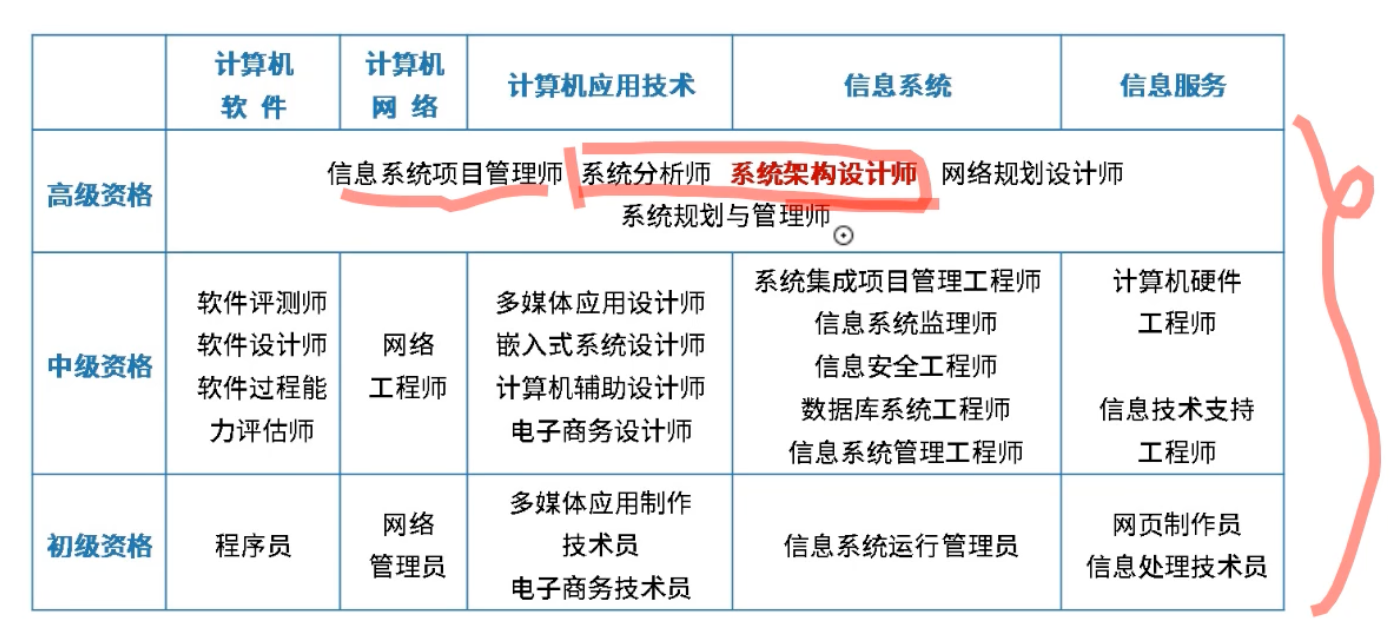 计算机
软 件
计算机
网 络
计算机应用技术
信息系统
信息服务
高级资格
信息系统项目管理师 系统分析师 系统架构设计师 网络规划设计师
系统规划与管理师
中级资格
软件评测师
软件设计师
软件过程能
力评估师
网络
工程师
多媒体应用设计师
嵌入式系统设计师
计算机辅助设计师
电子商务设计师
系统集成项目管理工程师
信息系统监理师
信息安全工程师
数据库系统工程师
信息系统管理工程师
计算机硬件
工程师
信息技术支持
工程师
初级资格
程序员
网络
管理员
多媒体应用制作
技术员
电子商务技术员
信息系统运行管理员
网页制作员
信息处理技术员